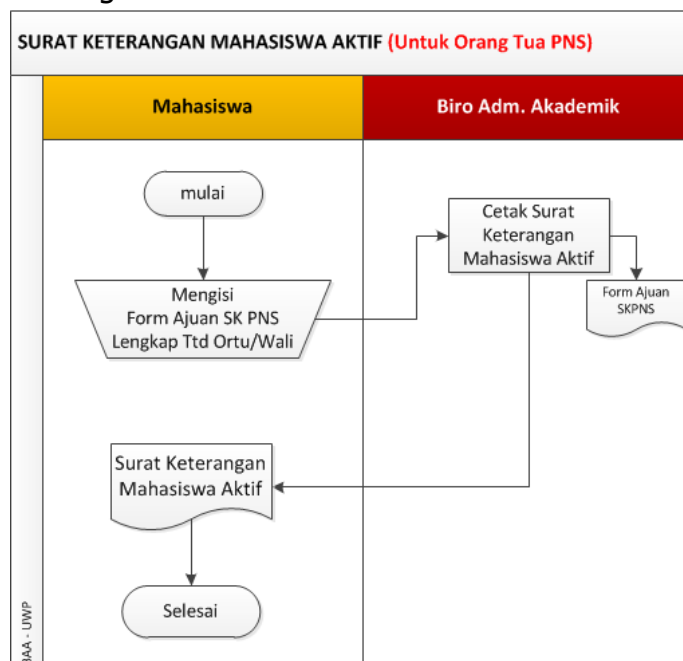 SURAT KETERANGAN MAHASISWA AKTIF (Untuk Orang Tua PNS)
Mahasiswa
Biro Adm. Akademik
mulai
Cetak Surat
Keterangan
Mahasiswa Aktif
Mengisi
Form Ajuan SK PNS
Lengkap Ttd Ortu/Wali
Form Ajuan
SKPNS
Surat Keterangan
Mahasiswa Aktif
Selesai
BAA - UWP